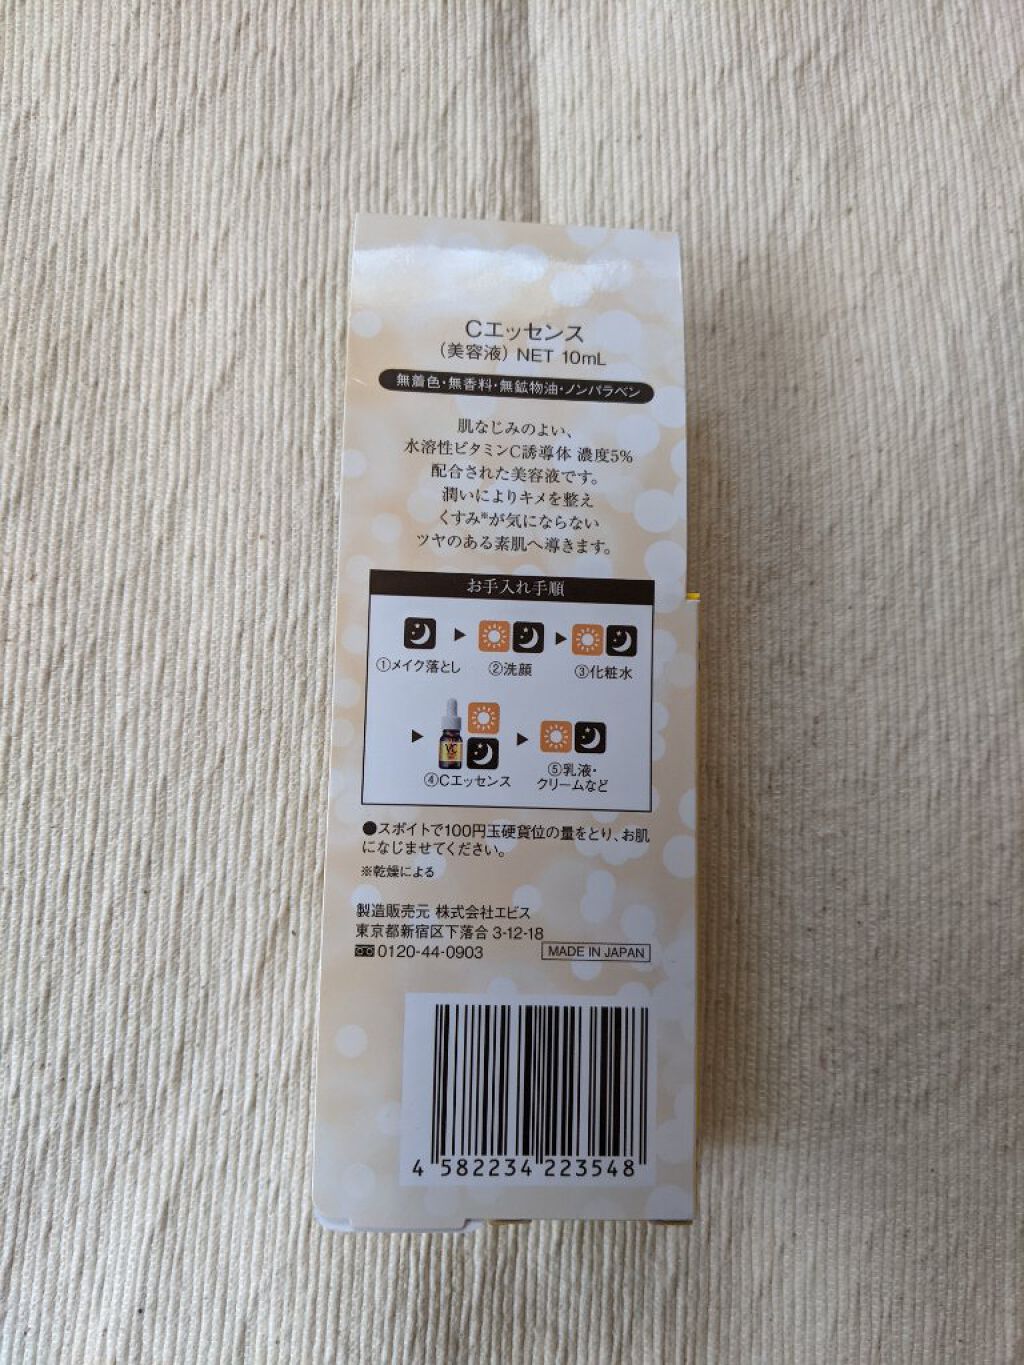 Cエッセンス
(美容液) NET 10mL
無着色・無香料・無鉱物油・ノンパラベン
肌なじみのよい、
水溶性ビタミンC誘導体 濃度5%
配合された美容液です。
潤いによりキメを整え
くすみ※が気にならない
ツヤのある素肌へ導きます。
お手入れ手順
①メイク落とし ②洗顔 ③化粧水
VC
④Cエッセンス ⑤乳液・
クリームなど
●スポイトで100円玉硬貨位の量をとり、お肌
になじませてください。
※乾燥による
製造販売元 株式会社エビス
東京都新宿区下落合 3-12-18
0120-44-0903 MADE IN JAPAN
4 582234 223548